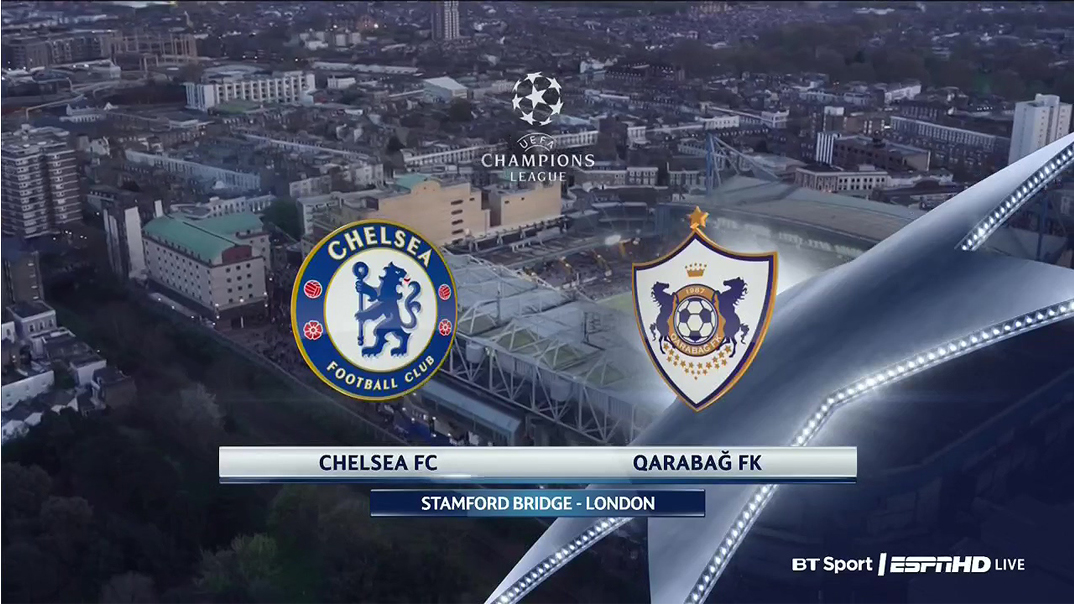 UEFA
CHAMPIONS
LEAGUE
CHELSEA
FOOTBALL CLUB
1987
QARABAĞ FK
CHELSEA FC
QARABAĞ FK
STAMFORD BRIDGE - LONDON
BT Sport | ESPNHD LIVE